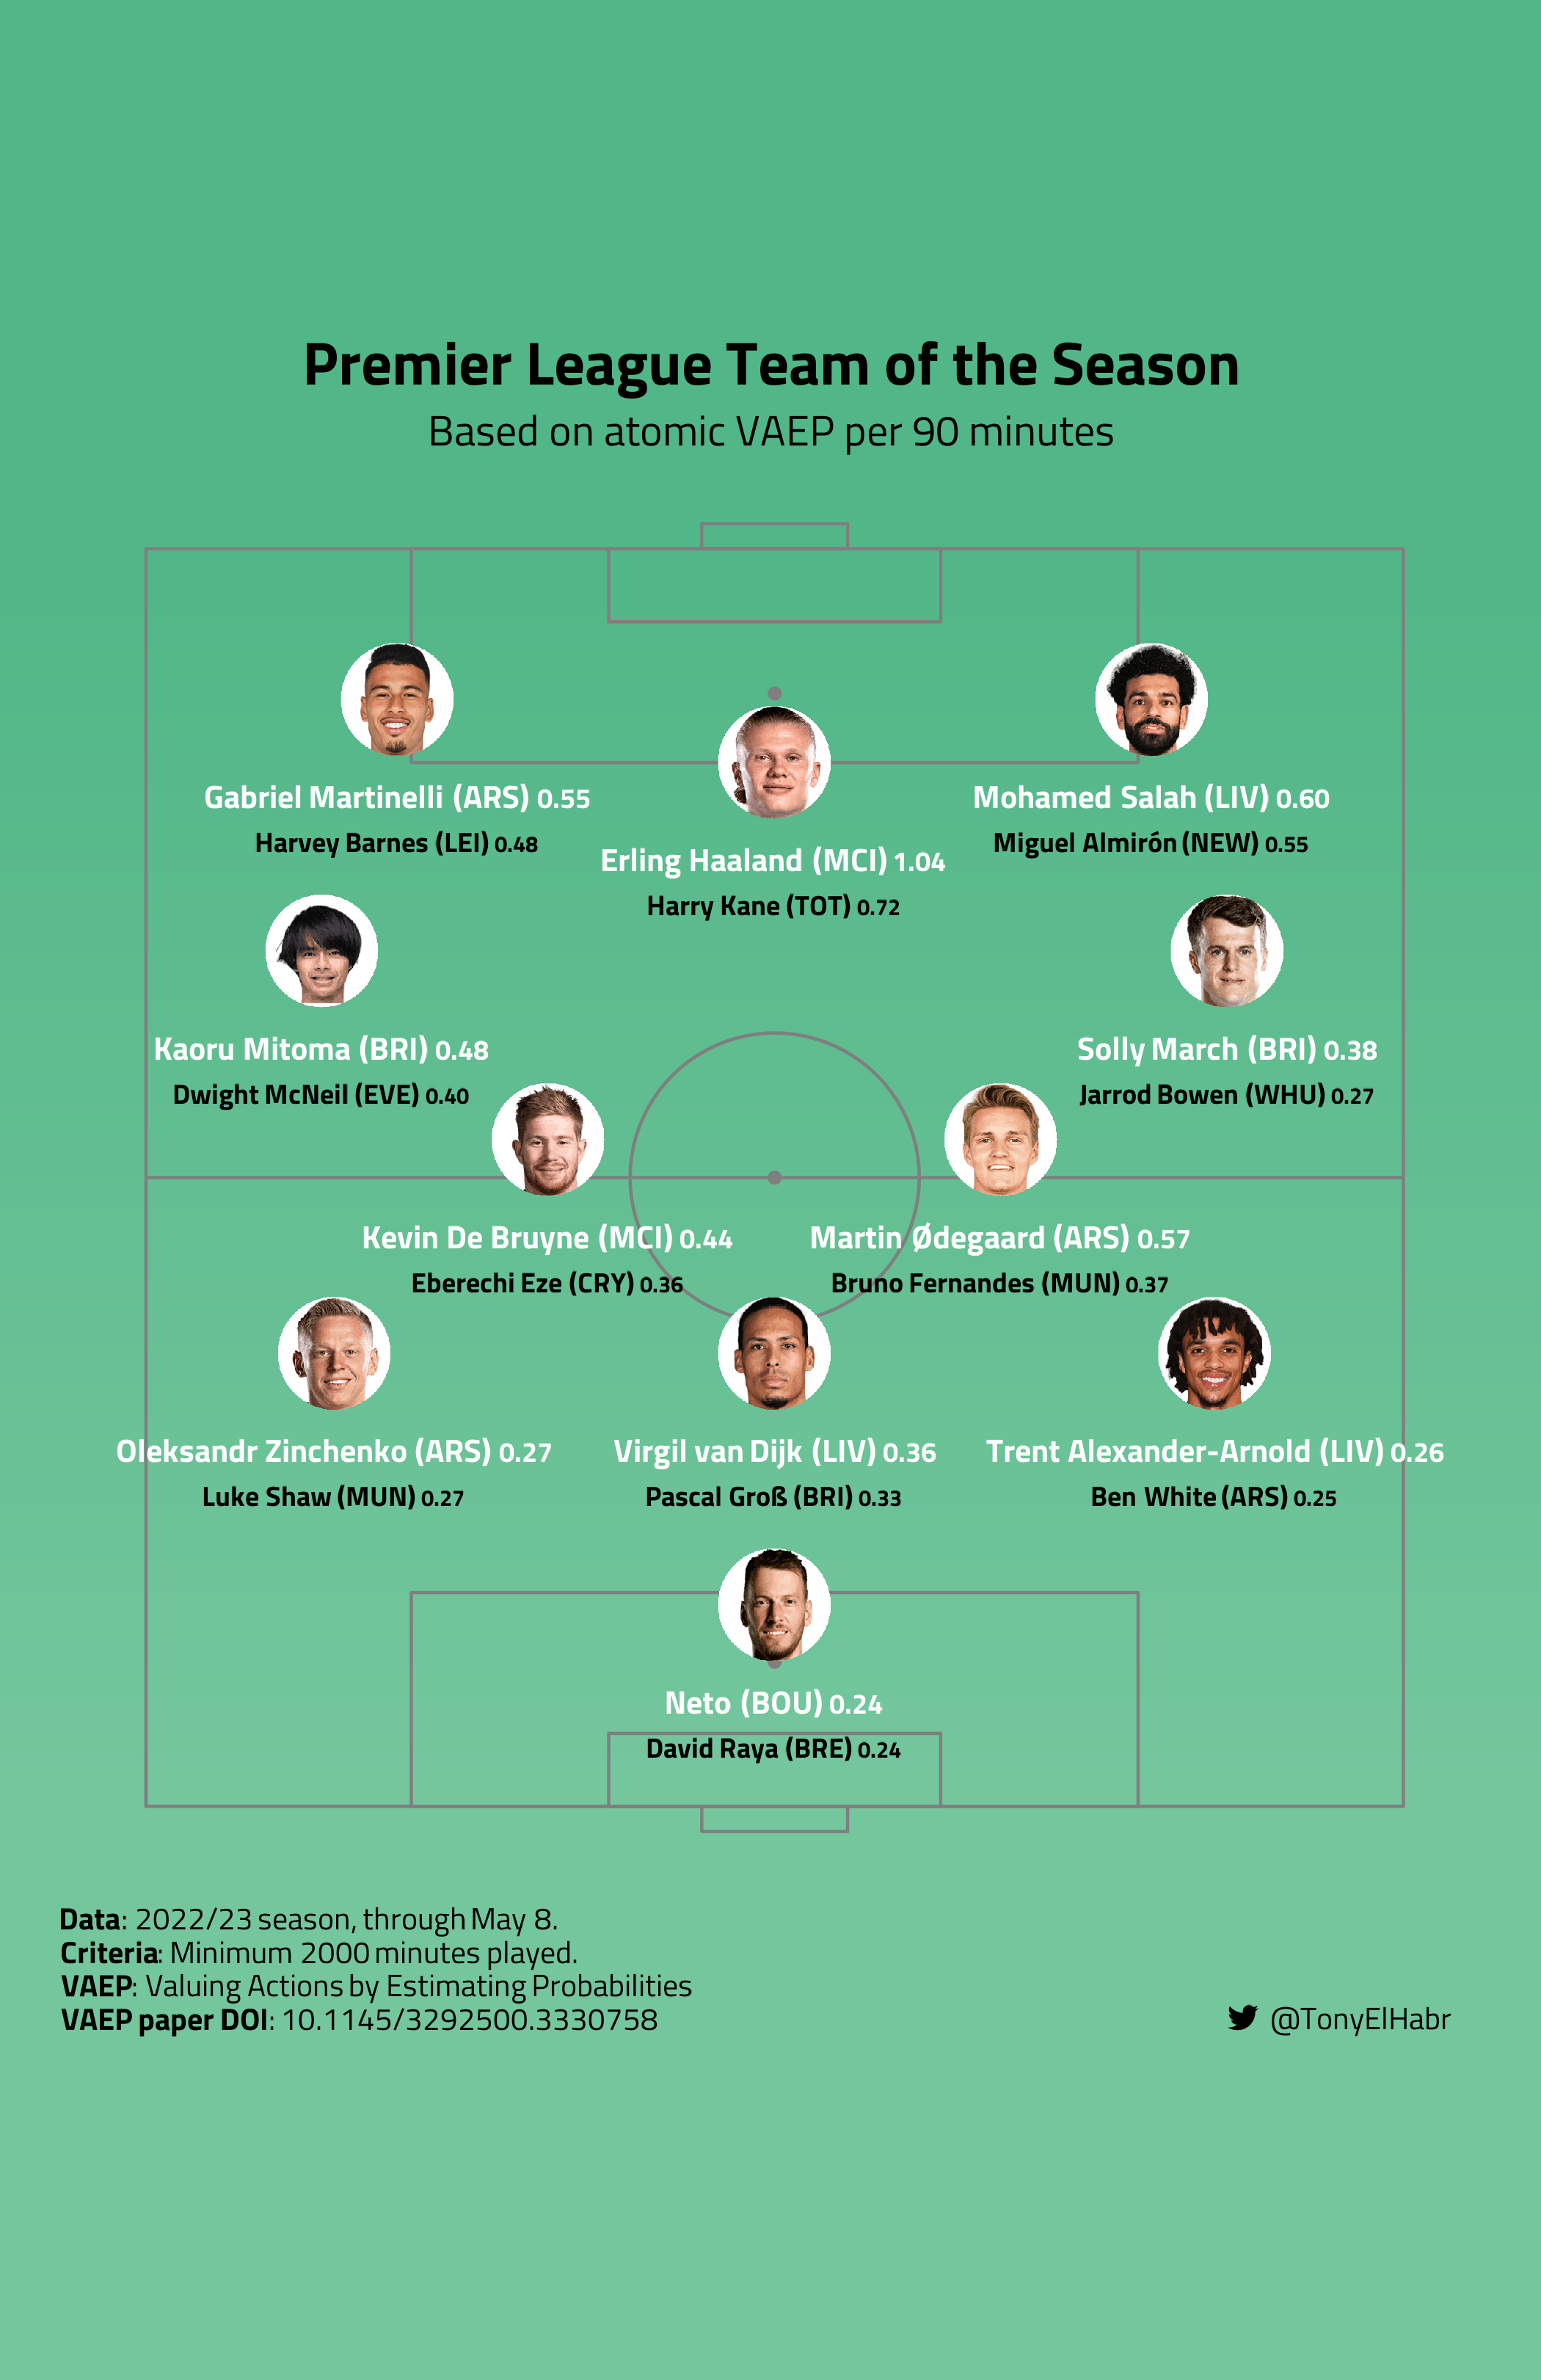 Premier League Team of the Season
Based on atomic VAEP per 90 minutes
Gabriel Martinelli (ARS) 0.55
Harvey Barnes (LEI) 0.48
Erling Haaland (MCI) 1.04
Harry Kane (TOT) 0.72
Mohamed Salah (LIV) 0.60
Miguel Almirón (NEW) 0.55
Kaoru Mitoma (BRI) 0.48
Dwight McNeil (EVE) 0.40
Solly March (BRI) 0.38
Jarrod Bowen (WHU) 0.27
Kevin De Bruyne (MCI) 0.44
Eberechi Eze (CRY) 0.36
Martin Ødegaard (ARS) 0.57
Bruno Fernandes (MUN) 0.37
Oleksandr Zinchenko (ARS) 0.27
Luke Shaw (MUN) 0.27
Virgil van Dijk (LIV) 0.36
Pascal Groß (BRI) 0.33
Trent Alexander-Arnold (LIV) 0.26
Ben White (ARS) 0.25
Neto (BOU) 0.24
David Raya (BRE) 0.24
Data: 2022/23 season, through May 8.
Criteria: Minimum 2000 minutes played.
VAEP: Valuing Actions by Estimating Probabilities
VAEP paper DOI: 10.1145/3292500.3330758
@TonyElHabr